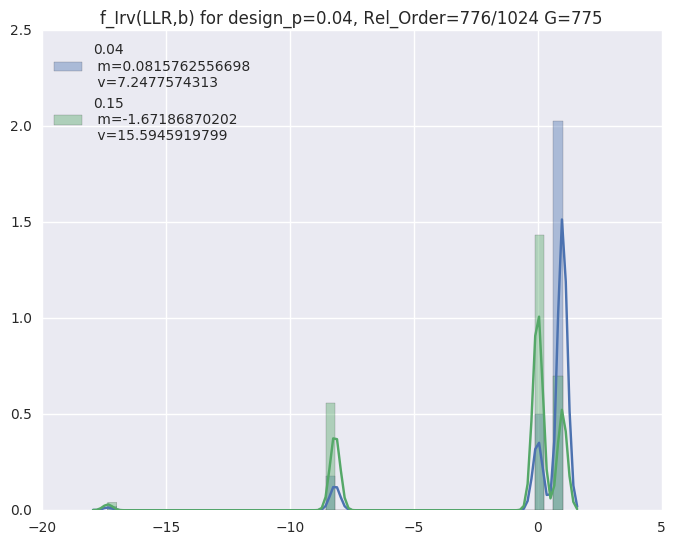 f_Irv(LLR,b) for design_p=0.04, Rel_Order=776/1024 G=775
2.5
2.0
1.5
1.0
0.5
0.0
0.04
m=0.0815762556698
v=7.2477574313
0.15
m=-1.67186870202
v=15.5945919799
−20
−15
−10
−5
0
5